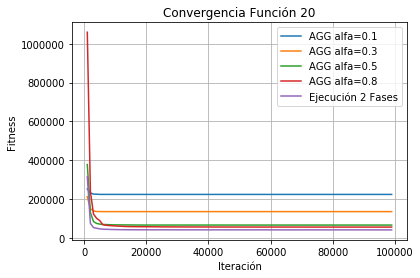 Convergencia Función 20
AGG alfa=0.1
AGG alfa=0.3
AGG alfa=0.5
AGG alfa=0.8
Ejecución 2 Fases
1000000
800000
600000
400000
200000
0
Fitness
0
20000
40000
60000
80000
100000
Iteración